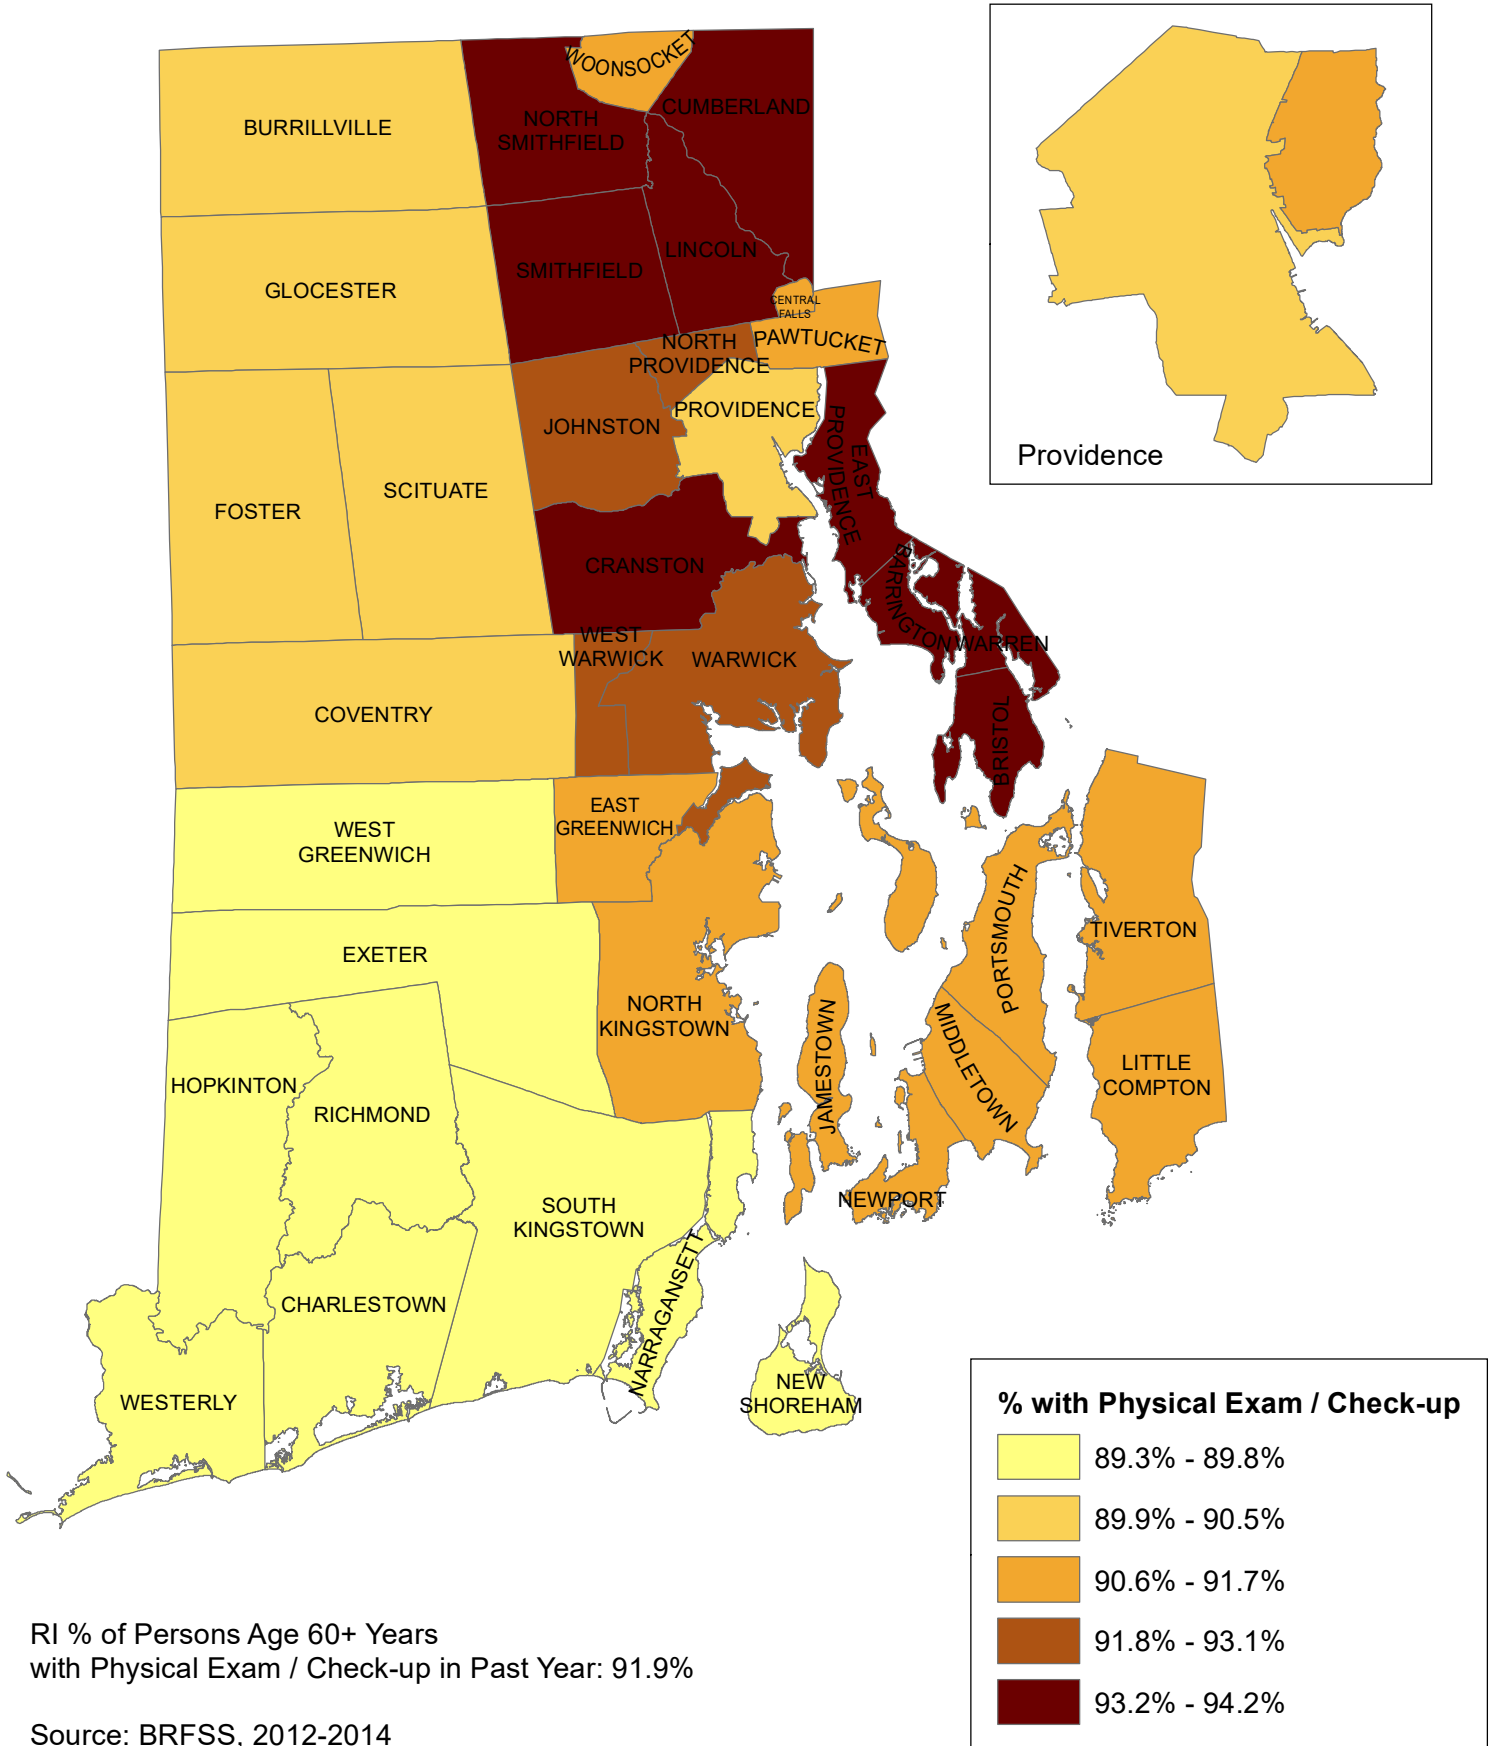 WOONSOCKET
CUMBERLAND
BURRILLVILLE
NORTH
SMITHFIELD
LINCOLN
SMITHFIELD
GLOCESTER
CENTRAL
FALLS
NORTH
PROVIDENCE
PAWTUCKET
PROVIDENCE
JOHNSTON
EAST
PROVIDENCE
Providence
SCITUATE
FOSTER
CRANSTON
BARRINGTON
WARREN
WEST
WARWICK
WARWICK
COVENTRY
BRISTOL
EAST
GREENWICH
WEST
GREENWICH
PORTSMOUTH
TIVERTON
EXETER
NORTH
KINGSTOWN
JAMESTOWN
MIDDLETOWN
LITTLE
COMPTON
HOPKINTON
RICHMOND
NEWPORT
SOUTH
KINGSTOWN
NARRAGANSETT
CHARLESTOWN
WESTERLY
NEW
SHOREHAM
% with Physical Exam / Check-up
89.3% - 89.8%
89.9% - 90.5%
90.6% - 91.7%
91.8% - 93.1%
93.2% - 94.2%
RI % of Persons Age 60+ Years
with Physical Exam / Check-up in Past Year: 91.9%
Source: BRFSS, 2012-2014